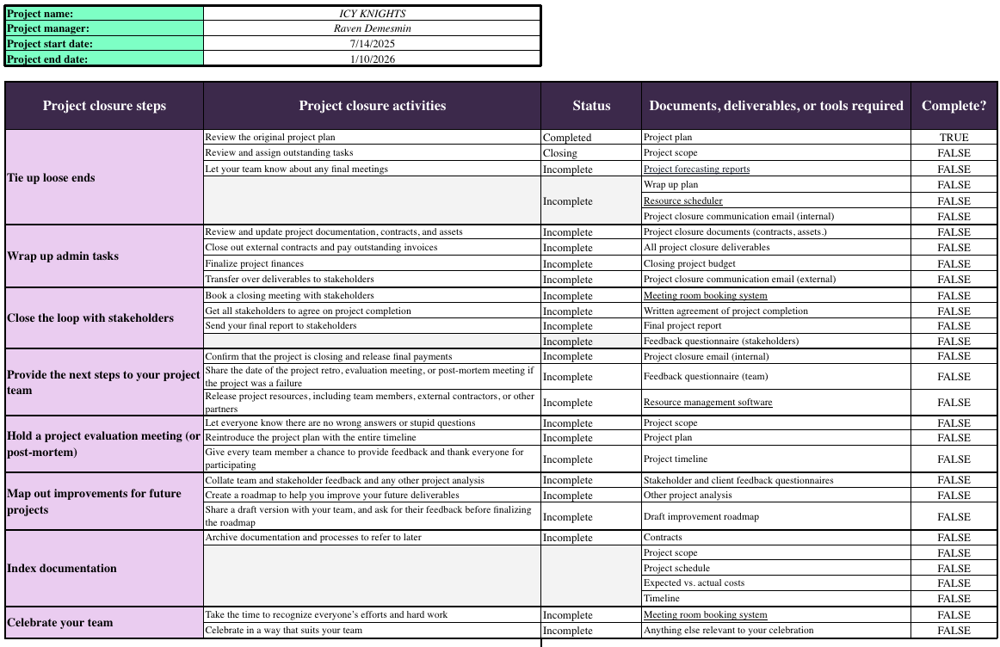 Project name: ICY KNIGHTS
Project manager: Raven Demesmin
Project start date: 7/14/2025
Project end date: 1/10/2026
Project closure steps Project closure activities Status Documents, deliverables, or tools required Complete?
Tie up loose ends
Review the original project plan Completed Project plan TRUE
Review and assign outstanding tasks Closing Project scope FALSE
Let your team know about any final meetings Incomplete Project forecasting reports FALSE
Incomplete
Wrap up plan FALSE
Resource scheduler FALSE
Project closure communication email (internal) FALSE
Wrap up admin tasks
Review and update project documentation, contracts, and assets Incomplete Project closure documents (contracts, assets.) FALSE
Close out external contracts and pay outstanding invoices Incomplete All project closure deliverables FALSE
Finalize project finances Incomplete Closing project budget FALSE
Transfer over deliverables to stakeholders Incomplete Project closure communication email (external) FALSE
Close the loop with stakeholders
Book a closing meeting with stakeholders Incomplete Meeting room booking system FALSE
Get all stakeholders to agree on project completion Incomplete Written agreement of project completion FALSE
Send your final report to stakeholders Incomplete Final project report FALSE
Incomplete Feedback questionnaire (stakeholders) FALSE
Provide the next steps to your project
team
Confirm that the project is closing and release final payments Incomplete Project closure email (internal) FALSE
Share the date of the project retro, evaluation meeting, or post-mortem meeting if
the project was a failure
Incomplete Feedback questionnaire (team) FALSE
Release project resources, including team members, external contractors, or other
partners
Incomplete Resource management software FALSE
Hold a project evaluation meeting (or
post-mortem)
Let everyone know there are no wrong answers or stupid questions Incomplete Project scope FALSE
Reintroduce the project plan with the entire timeline Incomplete Project plan FALSE
Give every team member a chance to provide feedback and thank everyone for
participating
Incomplete Project timeline FALSE
Map out improvements for future
projects
Collate team and stakeholder feedback and any other project analysis Incomplete Stakeholder and client feedback questionnaires FALSE
Create a roadmap to help you improve your future deliverables Incomplete Other project analysis FALSE
Share a draft version with your team, and ask for their feedback before finalizing
the roadmap
Incomplete Draft improvement roadmap FALSE
Index documentation
Archive documentation and processes to refer to later Incomplete Contracts FALSE
Project scope FALSE
Project schedule FALSE
Expected vs. actual costs FALSE
Timeline FALSE
Celebrate your team
Take the time to recognize everyone's efforts and hard work Incomplete Meeting room booking system FALSE
Celebrate in a way that suits your team Incomplete Anything else relevant to your celebration FALSE